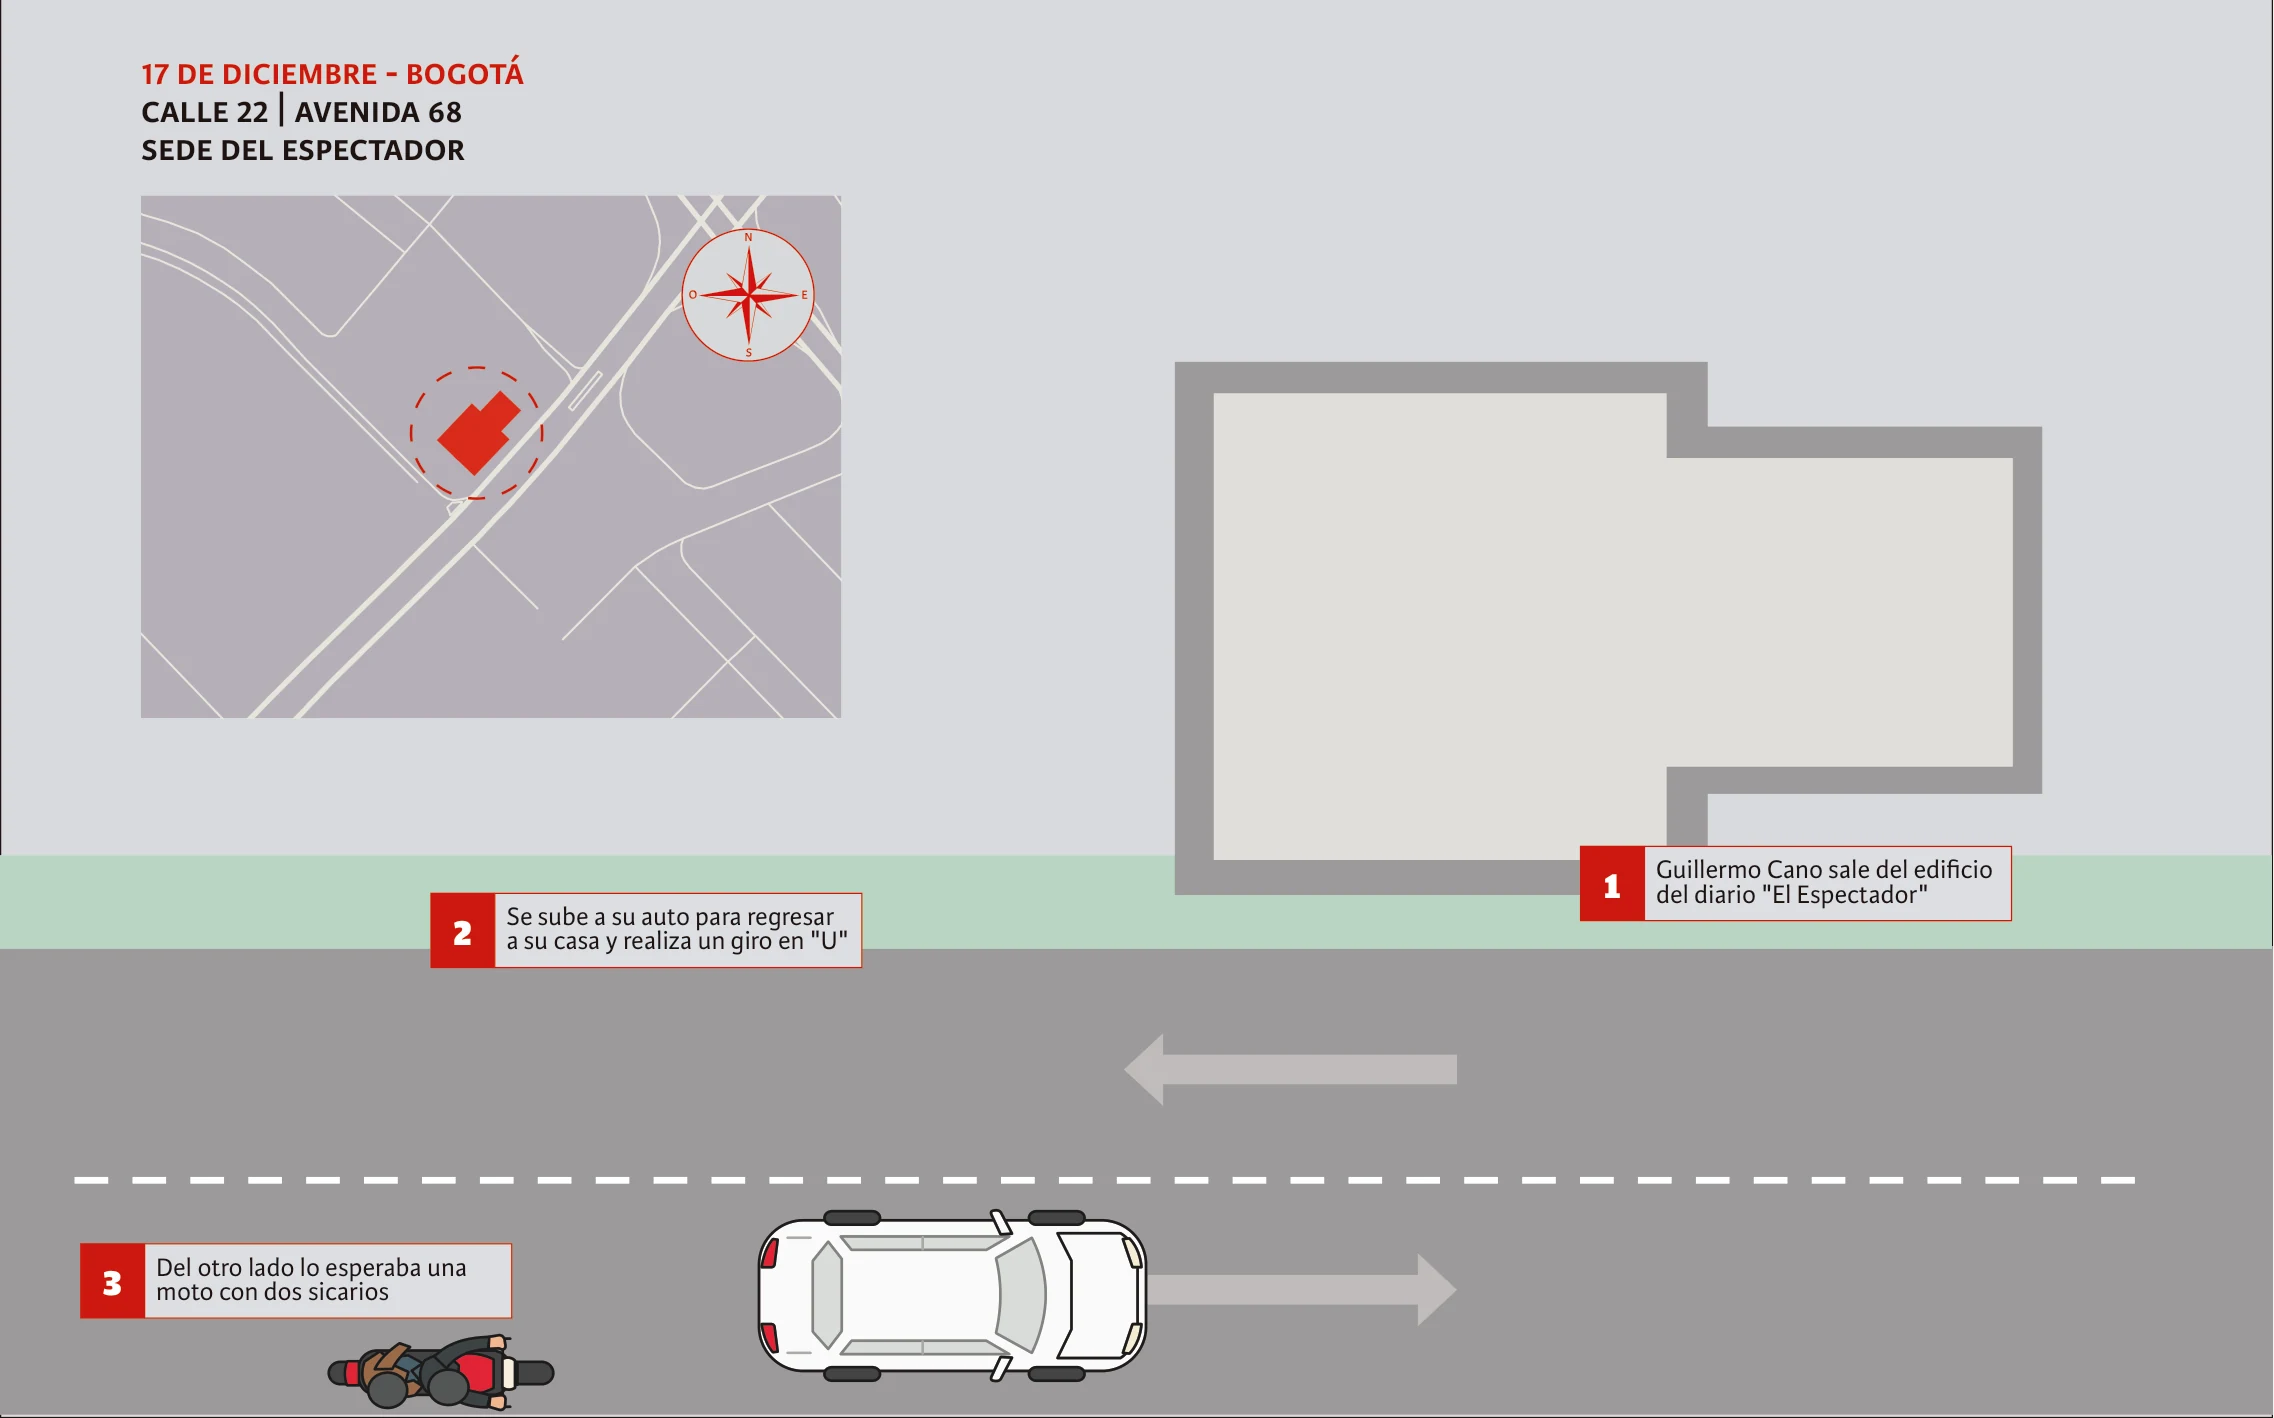 17 DE DICIEMBRE - BOGOTÁ
CALLE 22 | AVENIDA 68
SEDE DEL ESPECTADOR
N
O
E
S
1
Guillermo Cano sale del edificio
del diario "El Espectador"
2
Se sube a su auto para regresar
a su casa y realiza un giro en "U"
3
Del otro lado lo esperaba una
moto con dos sicarios